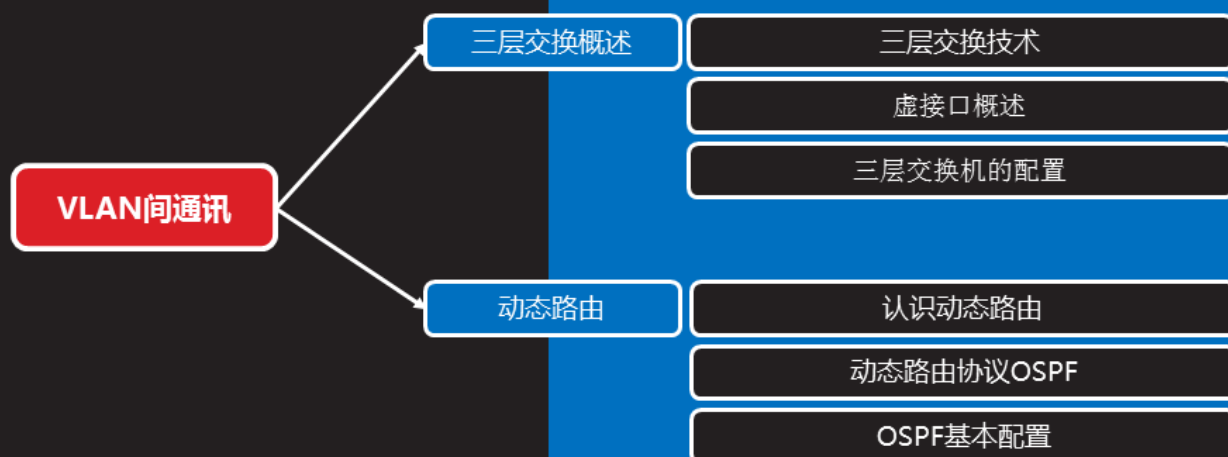 三层交换概述
三层交换技术
虚接口概述
三层交换机的配置
VLAN间通讯
动态路由
认识动态路由
动态路由协议OSPF
OSPF基本配置